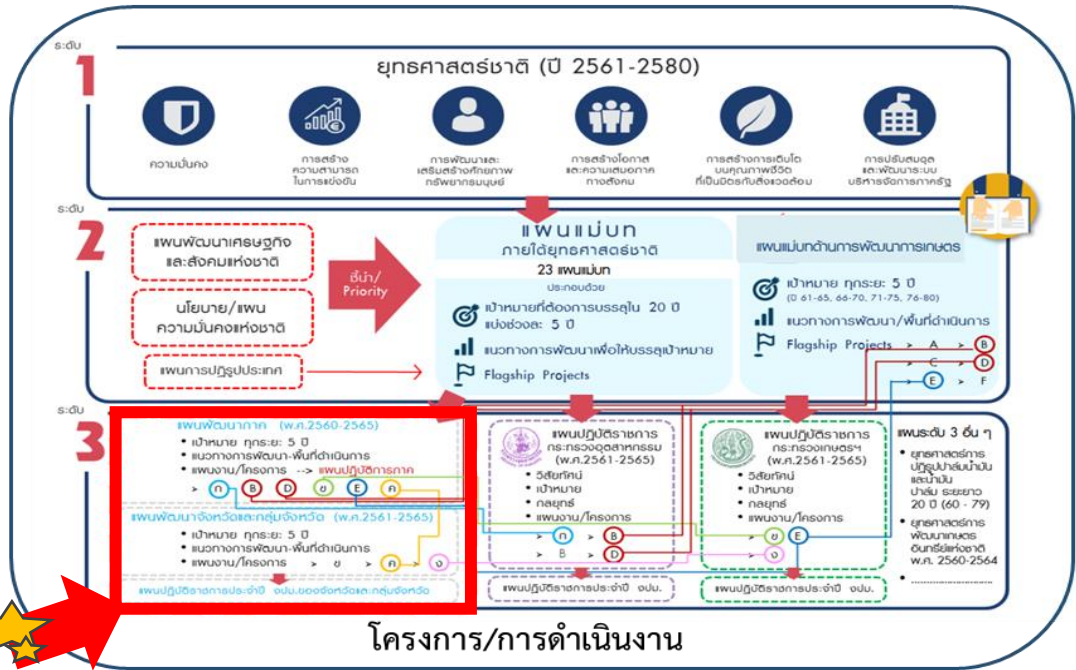 ระดับ
1
ยุทธศาสตร์ชาติ (ปี 2561-2580)
ความมั่นคง
การสร้าง
ความสามารถ
ในการแข่งขัน
การพัฒนาและ
เสริมสร้างศักยภาพ
ทรัพยากรมนุษย์
การสร้างโอกาส
และความเสมอภาค
ทางสังคม
การสร้างการเติบโต
บนคุณภาพชีวิต
ที่เป็นมิตรกับสิ่งแวดล้อม
การปรับสมดุล
และพัฒนาระบบ
บริหารจัดการภาครัฐ
ระดับ
2
แผนพัฒนาเศรษฐกิจ
และสังคมแห่งชาติ
นโยบาย/แผน
ความมั่นคงแห่งชาติ
แผนการปฏิรูปประเทศ
ชี้นำ/
Priority
แผนแม่บท
ภายใต้ยุทธศาสตร์ชาติ
23 แผนแม่บท
ประกอบด้วย
เป้าหมายที่ต้องการบรรลุใน 20 ปี
แบ่งช่วงละ 5 ปี
แนวทางการพัฒนาเพื่อให้บรรลุเป้าหมาย
Flagship Projects
แผนแม่บทด้านการพัฒนาการเกษตร
เป้าหมาย ทุกระยะ 5 ปี
(ปี 61-65, 66-70, 71-75, 76-80)
แนวทางการพัฒนา/พื้นที่ดำเนินการ
Flagship Projects > A > B
> C > D
> E > F
ระดับ
3
แผนพัฒนาภาค (พ.ศ.2560-2565)
• เป้าหมาย ทุกระยะ 5 ปี
• แนวทางการพัฒนา-พื้นที่ดำเนินการ
• แผนงาน/โครงการ --> แผนปฏิบัติการภาค
> ก B D ข E ค
แผนพัฒนาจังหวัดและกลุ่มจังหวัด (พ.ศ.2561-2565)
• เป้าหมาย ทุกระยะ 5 ปี
• แนวทางการพัฒนา-พื้นที่ดำเนินการ
• แผนงาน/โครงการ > ข > ค > ง
แผนปฏิบัติราชการประจำปี งปม.ของจังหวัดและกลุ่มจังหวัด
แผนปฏิบัติราชการ
กระทรวงอุตสาหกรรม
(พ.ศ.2561-2565)
• วิสัยทัศน์
• เป้าหมาย
• กลยุทธ์
• แผนงาน/โครงการ
> ก > B
> B > D
แผนปฏิบัติราชการประจำปี งปม.
แผนปฏิบัติราชการ
กระทรวงเกษตรฯ
(พ.ศ.2561-2565)
• วิสัยทัศน์
• เป้าหมาย
• กลยุทธ์
• แผนงาน/โครงการ
> ข E
> ง
แผนปฏิบัติราชการประจำปี งปม.
แผนระดับ 3 อื่น ๆ
• ยุทธศาสตร์การ
ปฏิรูปปาล์มน้ำมัน
และน้ำมัน
ปาล์ม ระยะยาว
20 ปี (60 - 79)
• ยุทธศาสตร์การ
พัฒนาเกษตร
อินทรีย์แห่งชาติ
พ.ศ. 2560-2564
• ........................
โครงการ/การดำเนินงาน